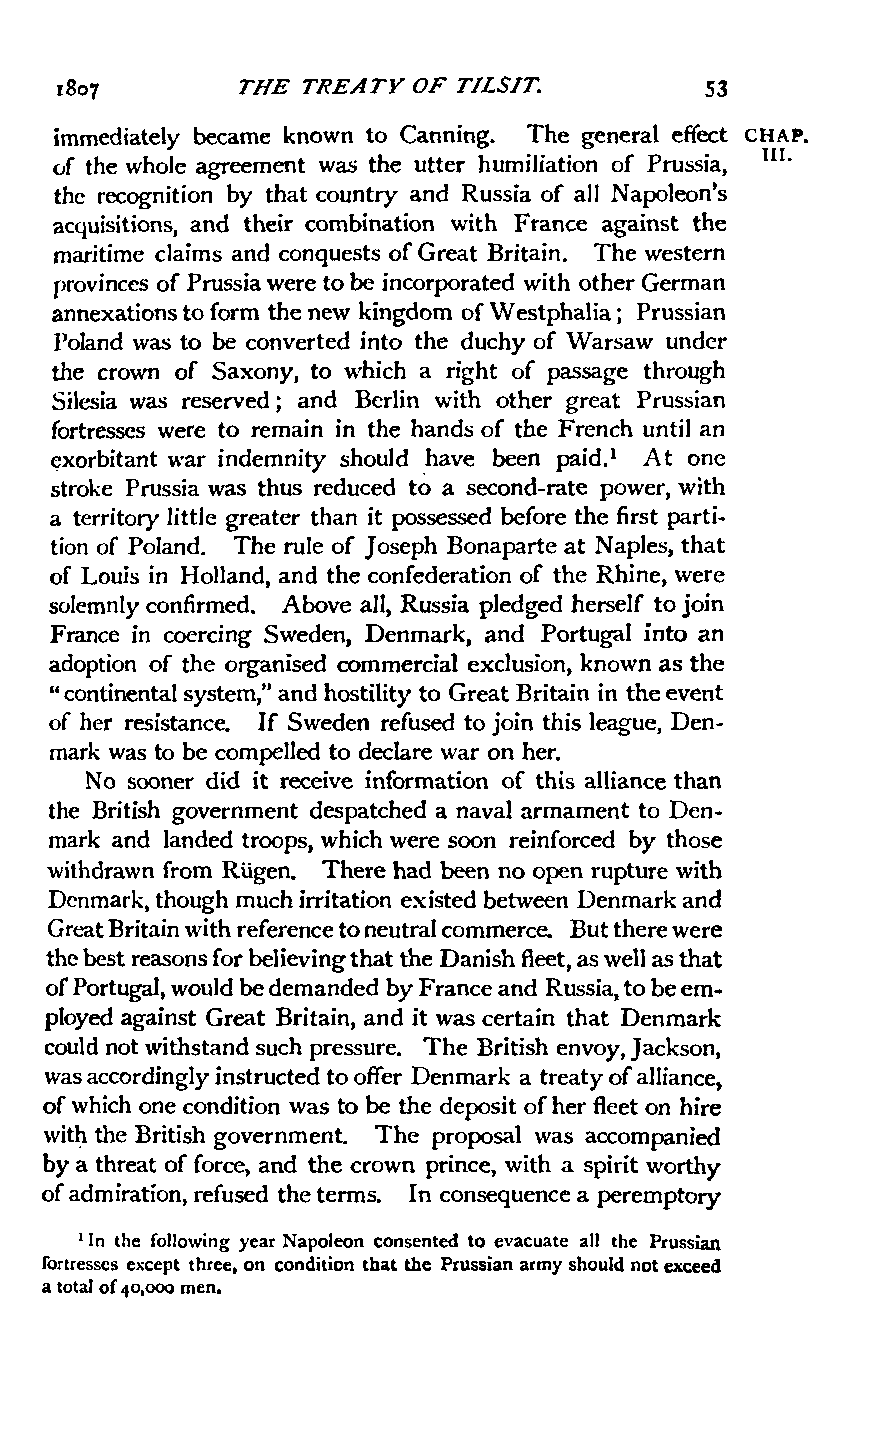 1807 THE TREATY OF TILSIT. 53
immediately became known to Canning. The general effect CHAP.
of the whole agreement was the utter humiliation of Prussia, III.
the recognition by that country and Russia of all Napoleon's
acquisitions, and their combination with France against the
maritime claims and conquests of Great Britain. The western
provinces of Prussia were to be incorporated with other German
annexations to form the new kingdom of Westphalia; Prussian
Poland was to be converted into the duchy of Warsaw under
the crown of Saxony, to which a right of passage through
Silesia was reserved; and Berlin with other great Prussian
fortresses were to remain in the hands of the French until an
exorbitant war indemnity should have been paid.¹ At one
stroke Prussia was thus reduced to a second-rate power, with
a territory little greater than it possessed before the first parti-
tion of Poland. The rule of Joseph Bonaparte at Naples, that
of Louis in Holland, and the confederation of the Rhine, were
solemnly confirmed. Above all, Russia pledged herself to join
France in coercing Sweden, Denmark, and Portugal into an
adoption of the organised commercial exclusion, known as the
"continental system," and hostility to Great Britain in the event
of her resistance. If Sweden refused to join this league, Den-
mark was to be compelled to declare war on her.
No sooner did it receive information of this alliance than
the British government despatched a naval armament to Den-
mark and landed troops, which were soon reinforced by those
withdrawn from Rügen. There had been no open rupture with
Denmark, though much irritation existed between Denmark and
Great Britain with reference to neutral commerce. But there were
the best reasons for believing that the Danish fleet, as well as that
of Portugal, would be demanded by France and Russia, to be em-
ployed against Great Britain, and it was certain that Denmark
could not withstand such pressure. The British envoy, Jackson,
was accordingly instructed to offer Denmark a treaty of alliance,
of which one condition was to be the deposit of her fleet on hire
with the British government. The proposal was accompanied
by a threat of force, and the crown prince, with a spirit worthy
of admiration, refused the terms. In consequence a peremptory
¹ In the following year Napoleon consented to evacuate all the Prussian
fortresses except three, on condition that the Prussian army should not exceed
a total of 40,000 men.